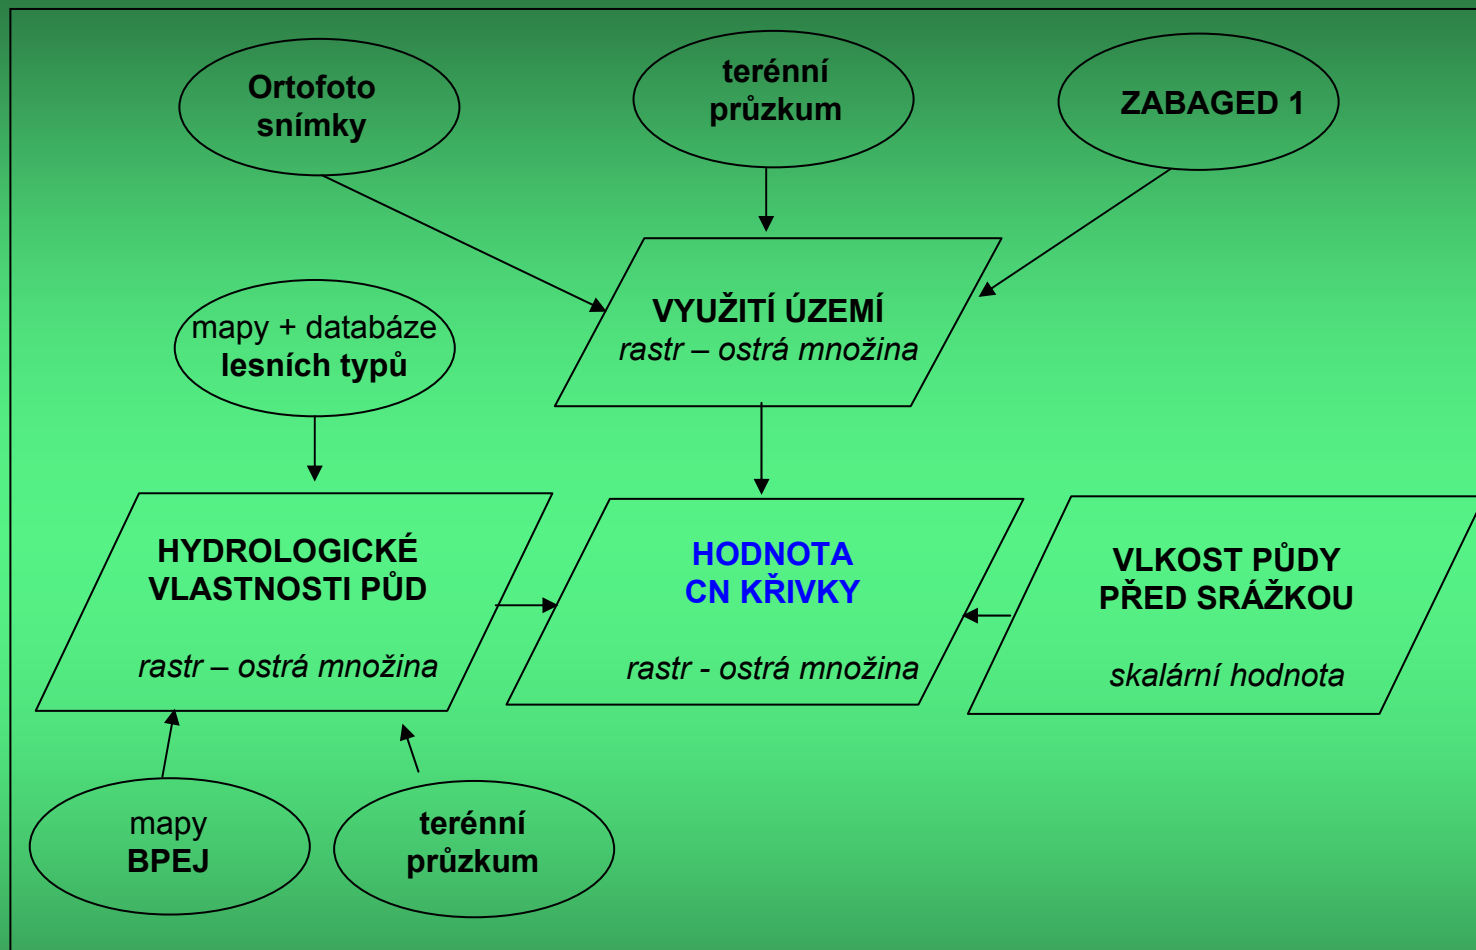 Ortofoto
snímky
terénní
průzkum
ZABAGED 1
VYUŽITÍ ÚZEMÍ
rastr – ostrá množina
mapy + databáze
lesních typů
HYDROLOGICKÉ
VLASTNOSTI PŮD
rastr – ostrá množina
HODNOTA
CN KŘIVKY
rastr - ostrá množina
VLKOST PŮDY
PŘED SRÁŽKOU
skalární hodnota
mapy
BPEJ
terénní
průzkum